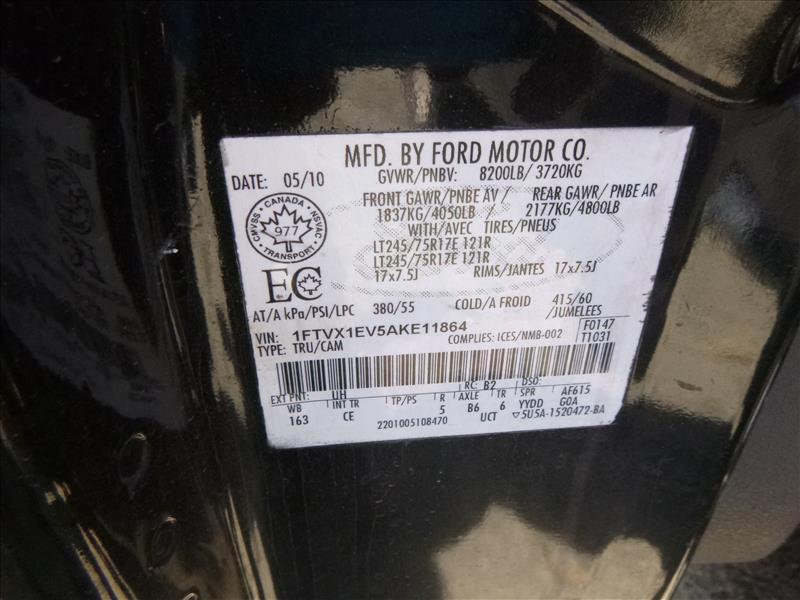 MFD. BY FORD MOTOR CO.
DATE: 05/10 GVWR/PNBV: 8200LB/ 3720KG
FRONT GAWR/PNBE AV / REAR GAWR/ PNBE AR
1837KG/4050LB 2177KG/4800LB
WITH/AVEC TIRES/PNEUS
LT245/75R17E 121R
LT245/75R17E 121R
17x7.5J RIMS/JANTES 17x7.5J
CANADA
CMVSS 977 NSVAC
TRANSPORT
EC
AT/A kPa/PSI/LPC 380/55 COLD/A FROID 415/60
/JUMELEES
VIN: 1FTVX1EV5AKE11864 COMPLIES: ICES/NMB-002 F0147
TYPE: TRU/CAM T1031
EXT PNT: UH RC: B2 DSO:
WB INT TR TP/PS R AXLE TR SPR AF615
163 CE 5 B6 6 YYDD G0A
2201005108470 UCT ▽5U5A-1520472-BA